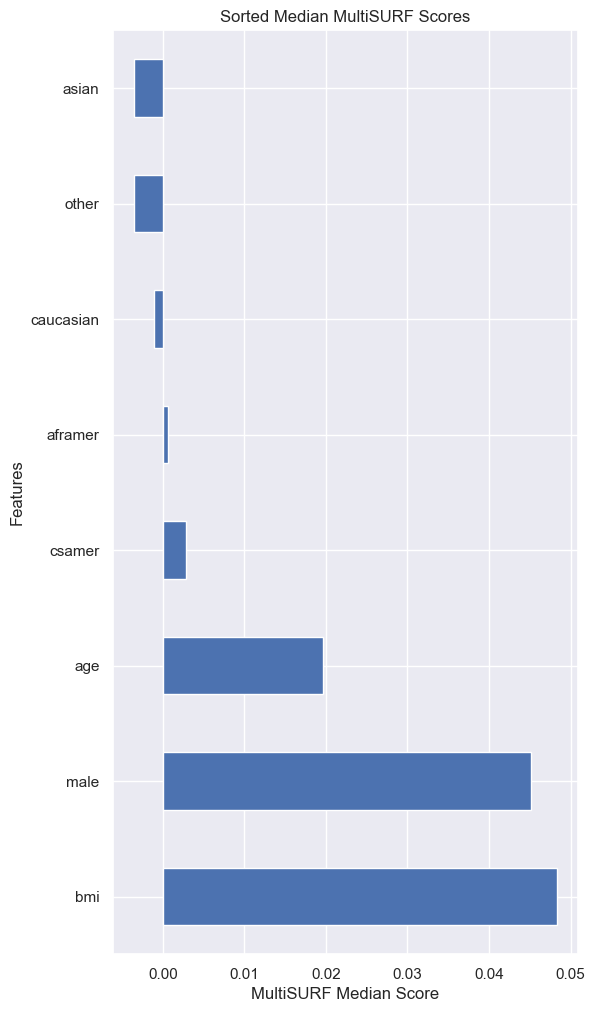 Sorted Median MultiSURF Scores
asian
other
caucasian
aframer
csamer
age
male
bmi
Features
0.00 0.01 0.02 0.03 0.04 0.05
MultiSURF Median Score